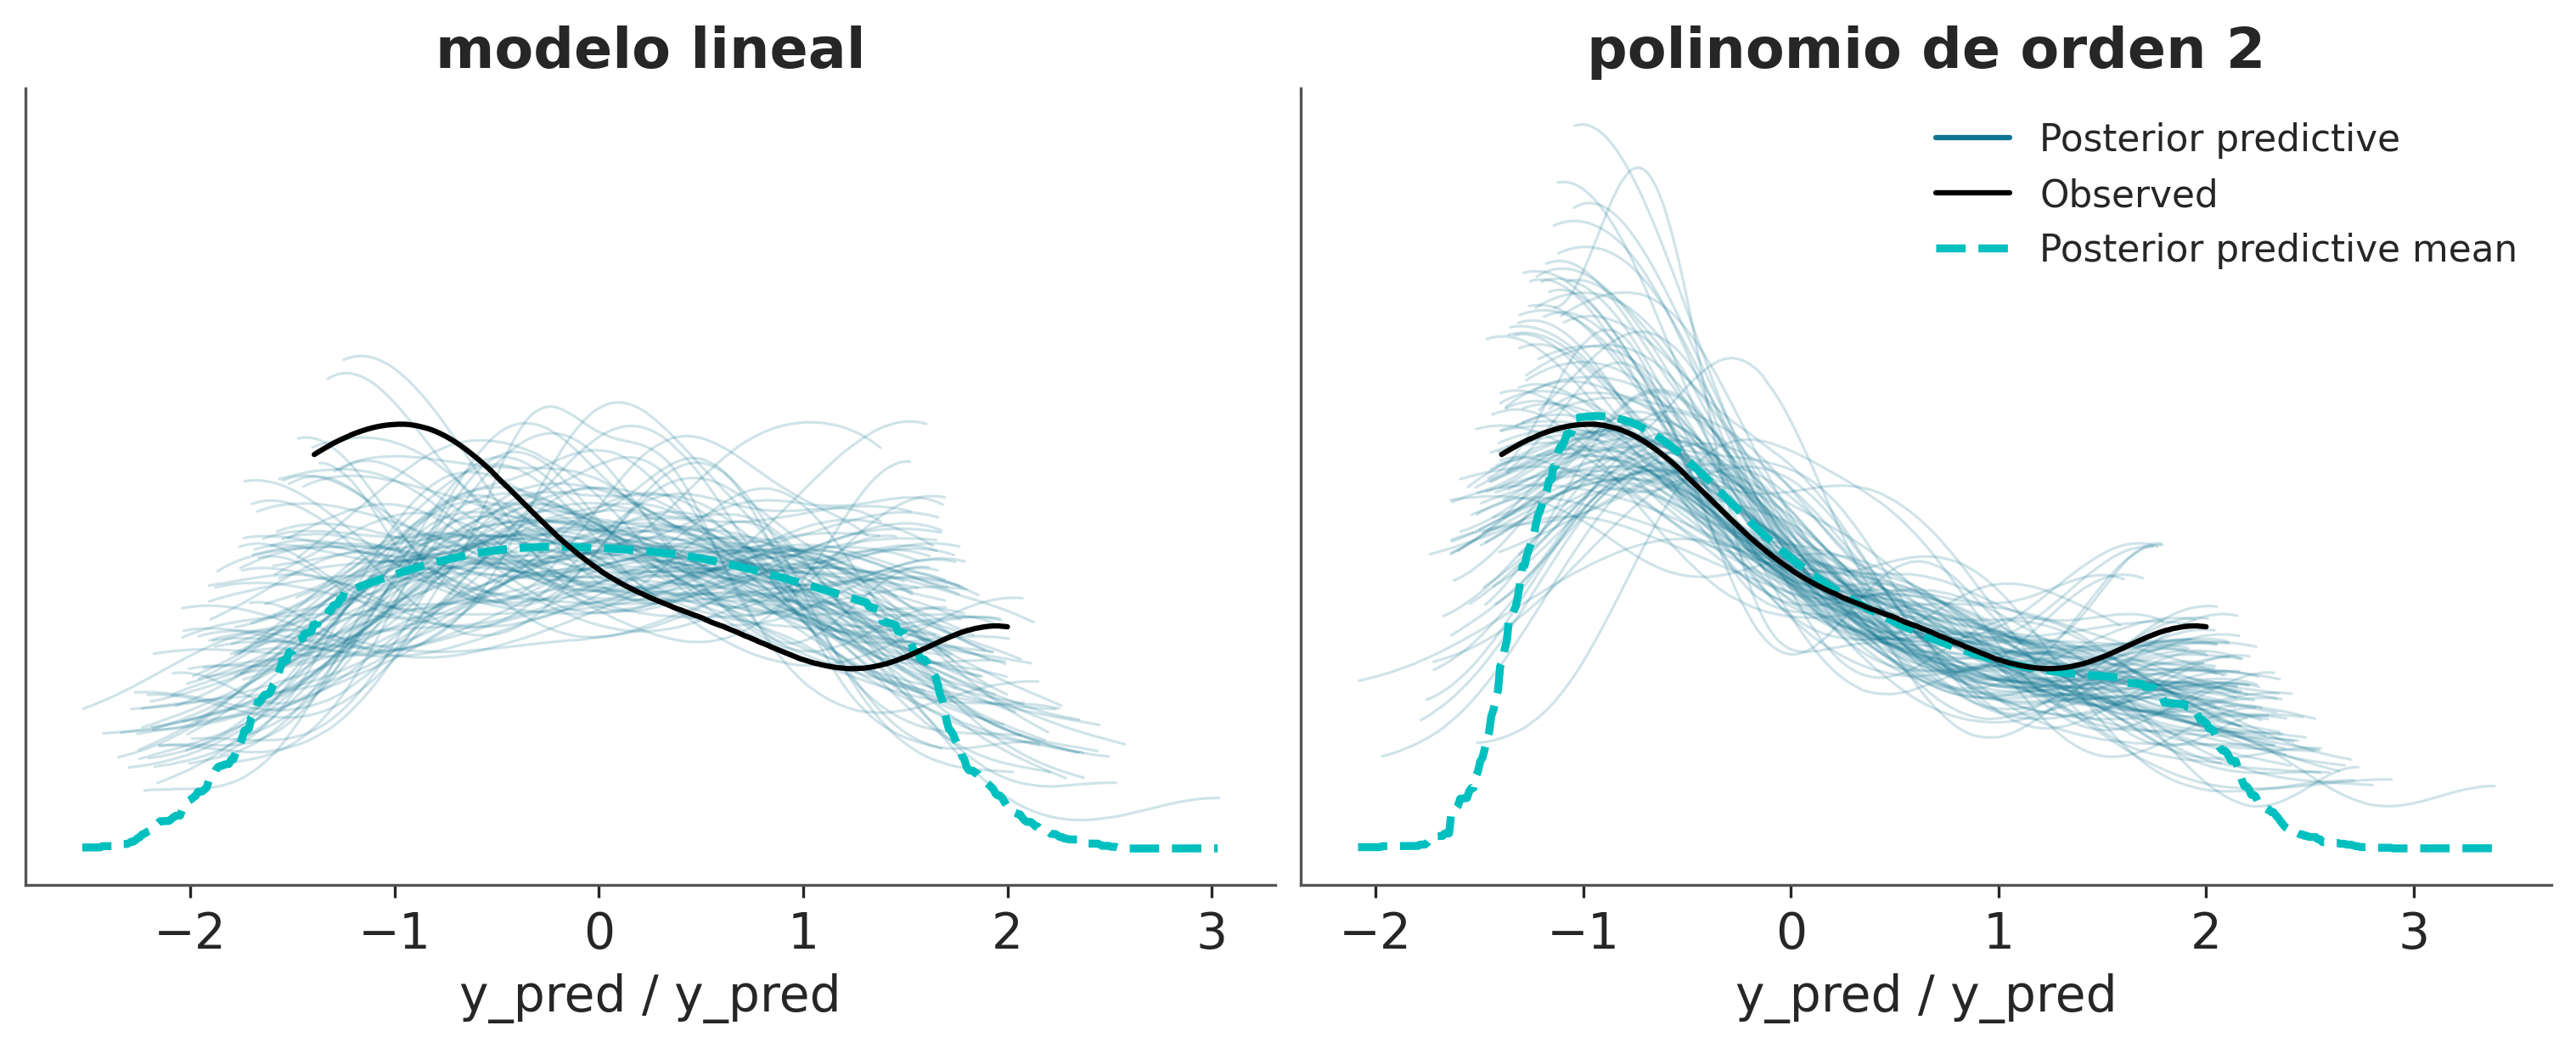 modelo lineal
−2 −1 0 1 2 3
y_pred / y_pred
polinomio de orden 2
Posterior predictive
Observed
Posterior predictive mean
−2 −1 0 1 2 3
y_pred / y_pred